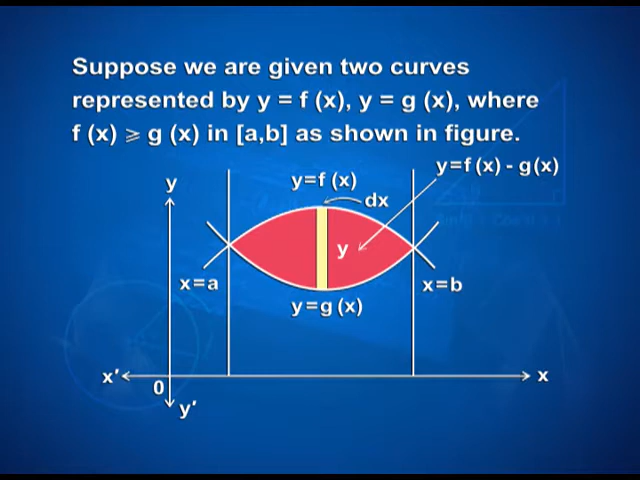 Suppose we are given two curves
represented by y = f (x), y = g (x), where
f (x) ⩾ g (x) in [a,b] as shown in figure.
y=f (x) - g(x)
y
y=f (x)
dx
y
x=a
x=b
y=g (x)
x′
x
0
y′